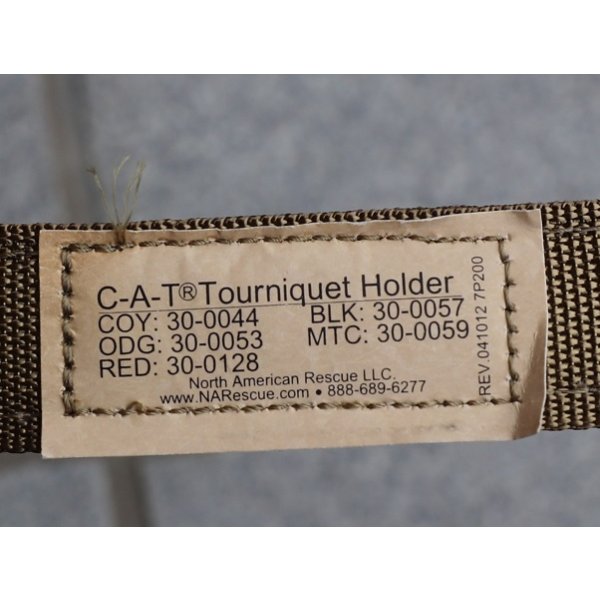 C-A-T® Tourniquet Holder
COY: 30-0044 BLK: 30-0057
ODG: 30-0053 MTC: 30-0059
RED: 30-0128
North American Rescue LLC.
www.NARescue.com • 888-689-6277
REV.041012 7P200